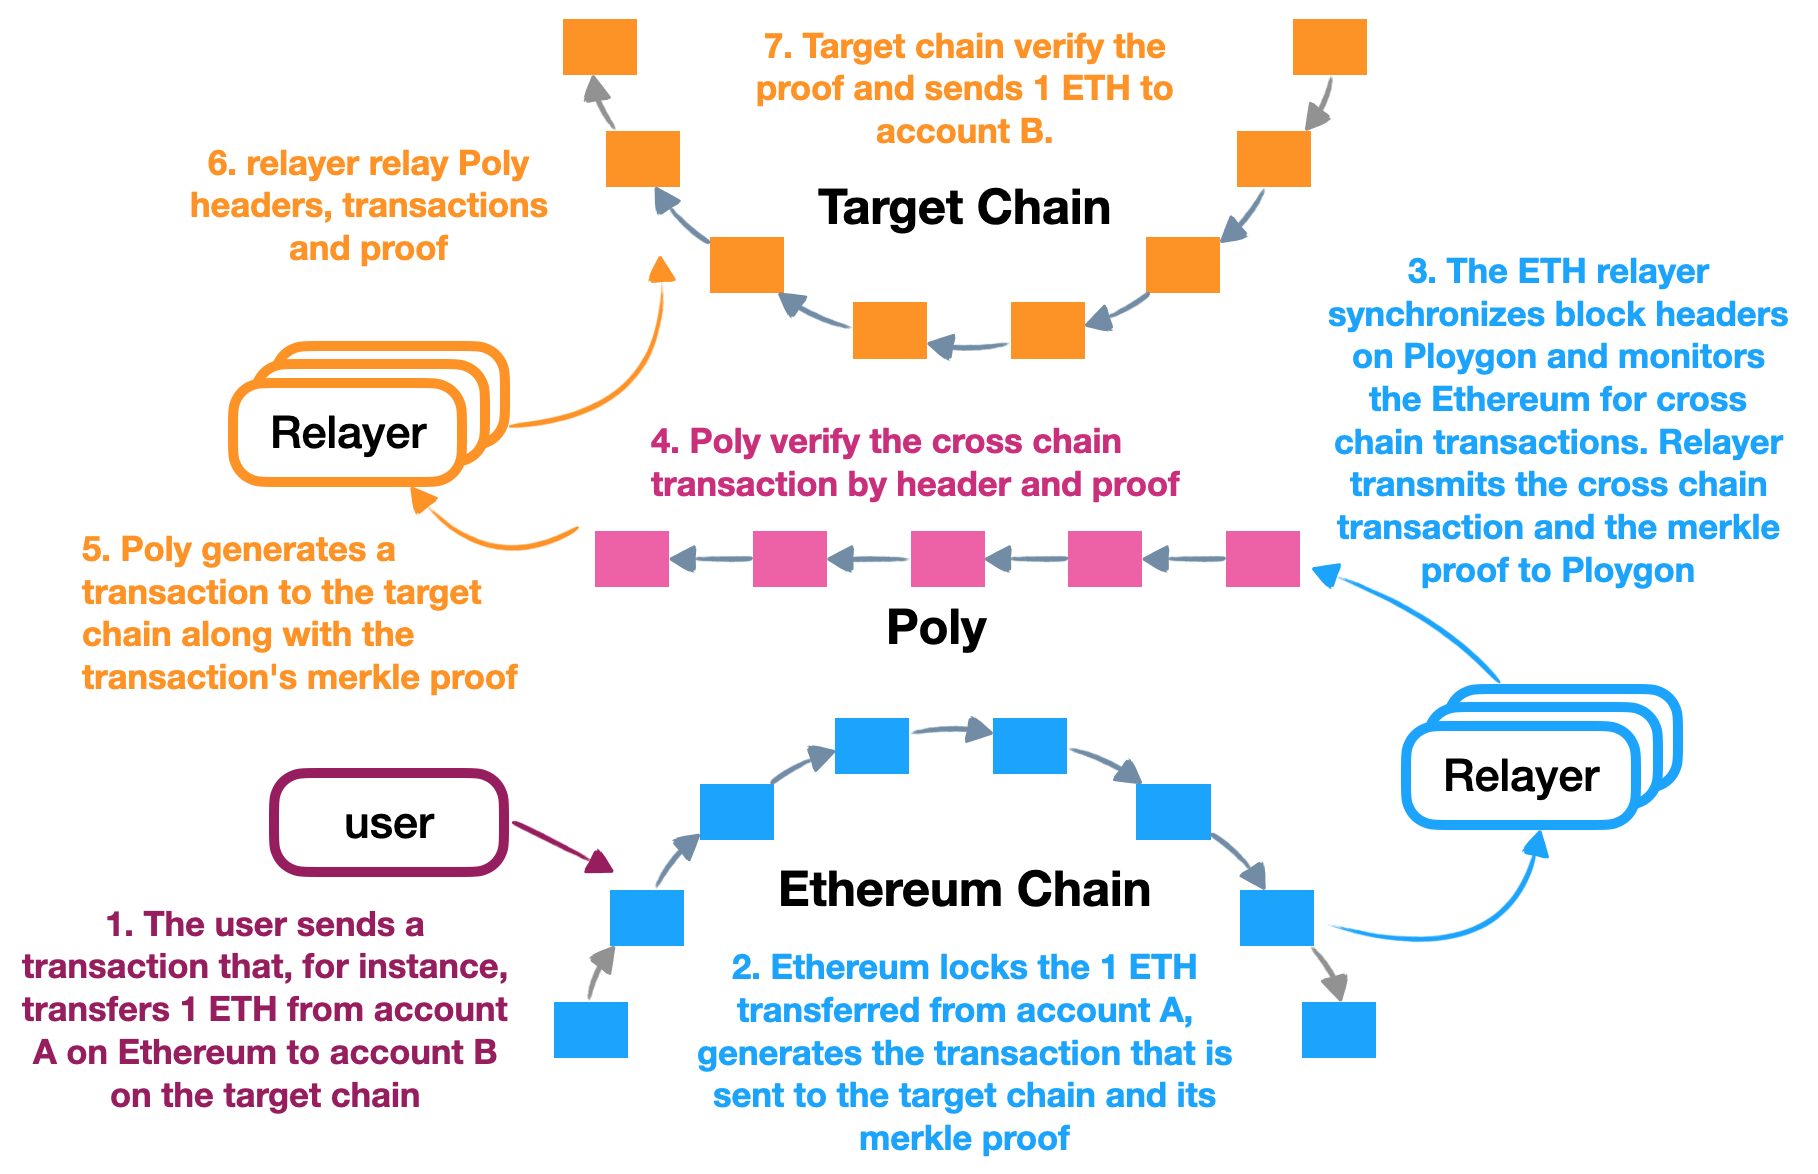 7. Target chain verify the
proof and sends 1 ETH to
account B.
6. relayer relay Poly
headers, transactions
and proof
Target Chain
3. The ETH relayer
synchronizes block headers
on Ploygon and monitors
the Ethereum for cross
chain transactions. Relayer
transmits the cross chain
transaction and the merkle
proof to Ploygon
Relayer
4. Poly verify the cross chain
transaction by header and proof
5. Poly generates a
transaction to the target
chain along with the
transaction's merkle proof
Poly
Relayer
user
Ethereum Chain
1. The user sends a
transaction that, for instance,
transfers 1 ETH from account
A on Ethereum to account B
on the target chain
2. Ethereum locks the 1 ETH
transferred from account A,
generates the transaction that is
sent to the target chain and its
merkle proof